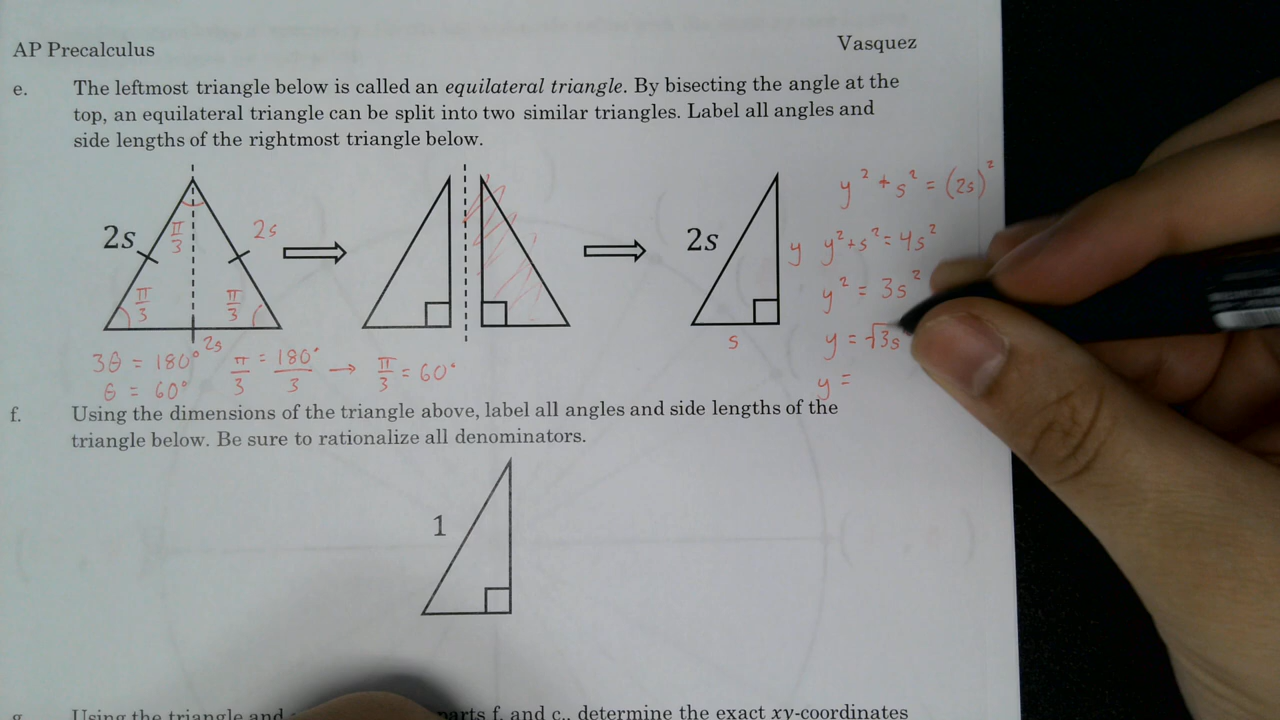 AP Precalculus
Vasquez
e. The leftmost triangle below is called an equilateral triangle. By bisecting the angle at the
top, an equilateral triangle can be split into two similar triangles. Label all angles and
side lengths of the rightmost triangle below.
2s
π/3
2s
π/3
π/3
2s
2s
y
s
y² + s² = (2s)²
y² + s² = 4s²
y² = 3s²
y = √3s
y =
3θ = 180°
θ = 60°
π/3 = 180°/3 → π/3 = 60°
f. Using the dimensions of the triangle above, label all angles and side lengths of the
triangle below. Be sure to rationalize all denominators.
1
Using the triangle and parts f. and c., determine the exact xy-coordinates